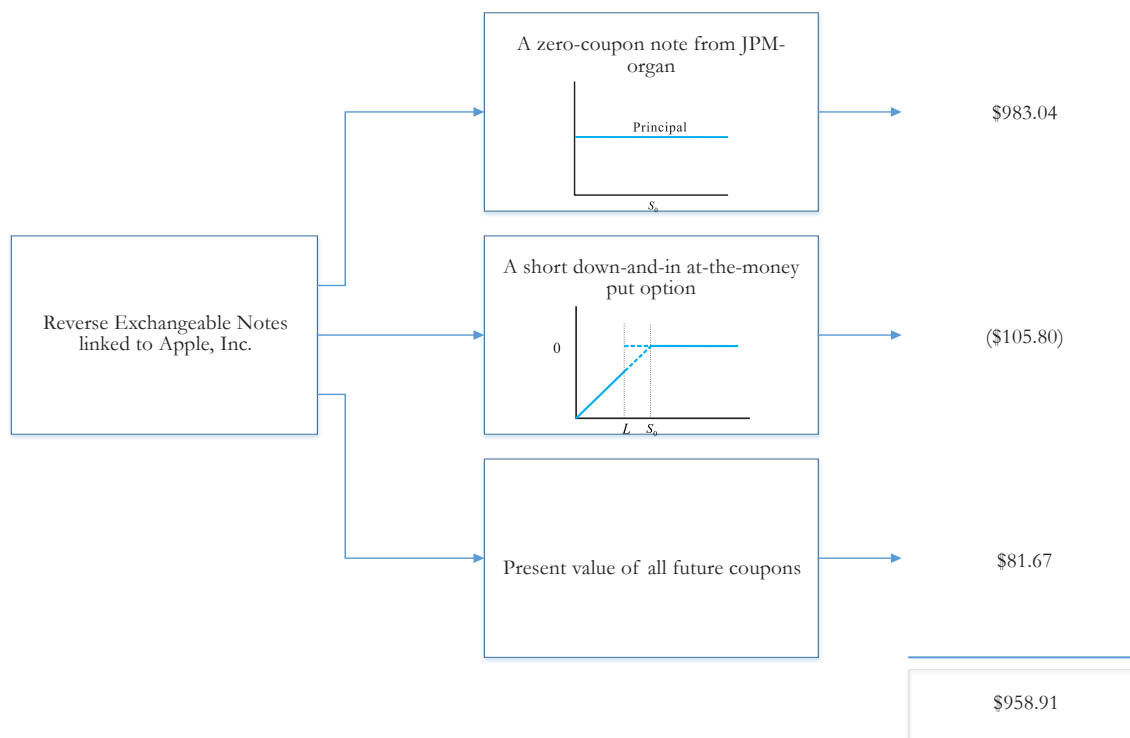 A zero-coupon note from JPM-
organ
Principal
S₀
$983.04
Reverse Exchangeable Notes
linked to Apple, Inc.
A short down-and-in at-the-money
put option
0
L S₀
($105.80)
Present value of all future coupons
$81.67
$958.91